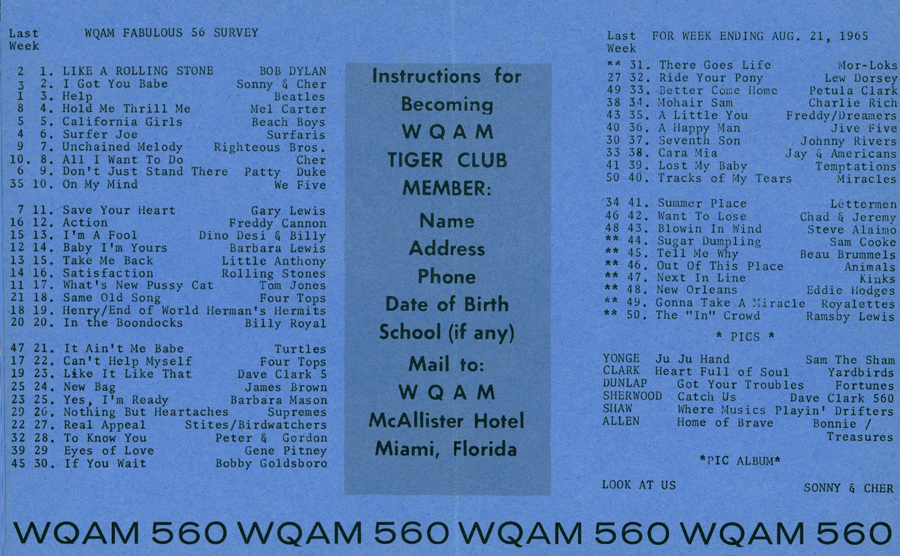 Last WQAM FABULOUS 56 SURVEY
Week
2 1. LIKE A ROLLING STONE BOB DYLAN
3 2. I Got You Babe Sonny & Cher
1 3. Help Beatles
8 4. Hold Me Thrill Me Mel Carter
5 5. California Girls Beach Boys
4 6. Surfer Joe Surfaris
9 7. Unchained Melody Righteous Bros.
10. 8. All I Want To Do Cher
6 9. Don't Just Stand There Patty Duke
35 10. On My Mind We Five
7 11. Save Your Heart Gary Lewis
16 12. Action Freddy Cannon
15 13. I'm A Fool Dino Desi & Billy
12 14. Baby I'm Yours Barbara Lewis
13 15. Take Me Back Little Anthony
14 16. Satisfaction Rolling Stones
11 17. What's New Pussy Cat Tom Jones
21 18. Same Old Song Four Tops
18 19. Henry/End of World Herman's Hermits
20 20. In the Boondocks Billy Royal
47 21. It Ain't Me Babe Turtles
17 22. Can't Help Myself Four Tops
19 23. Like It Like That Dave Clark 5
25 24. New Bag James Brown
23 25. Yes, I'm Ready Barbara Mason
29 26. Nothing But Heartaches Supremes
22 27. Real Appeal Stites/Birdwatchers
32 28. To Know You Peter & Gordon
39 29 Eyes of Love Gene Pitney
45 30. If You Wait Bobby Goldsboro
Instructions for
Becoming
WQAM
TIGER CLUB
MEMBER:
Name
Address
Phone
Date of Birth
School (if any)
Mail to:
WQAM
McAllister Hotel
Miami, Florida
Last FOR WEEK ENDING AUG. 21, 1965
Week
** 31. There Goes Life Mor-Loks
27 32. Ride Your Pony Lew Dorsey
49 33. Better Come Home Petula Clark
38 34. Mohair Sam Charlie Rich
43 35. A Little You Freddy/Dreamers
40 36. A Happy Man Jive Five
30 37. Seventh Son Johnny Rivers
33 38. Cara Mia Jay & Americans
41 39. Lost My Baby Temptations
50 40. Tracks of My Tears Miracles
34 41. Summer Place Lettermen
46 42. Want To Lose Chad & Jeremy
48 43. Blowin In Wind Steve Alaimo
** 44. Sugar Dumpling Sam Cooke
** 45. Tell Me Why Beau Brummels
** 46. Out Of This Place Animals
** 47. Next In Line Kinks
** 48. New Orleans Eddie Hodges
** 49. Gonna Take A Miracle Royalettes
** 50. The "In" Crowd Ramsby Lewis
* PICS *
YONGE Ju Ju Hand Sam The Sham
CLARK Heart Full of Soul Yardbirds
DUNLAP Got Your Troubles Fortunes
SHERWOOD Catch Us Dave Clark 560
SHAW Where Musics Playin' Drifters
ALLEN Home of Brave Bonnie /
Treasures
*PIC ALBUM*
LOOK AT US SONNY & CHER
WQAM 560 WQAM 560 WQAM 560 WQAM 560